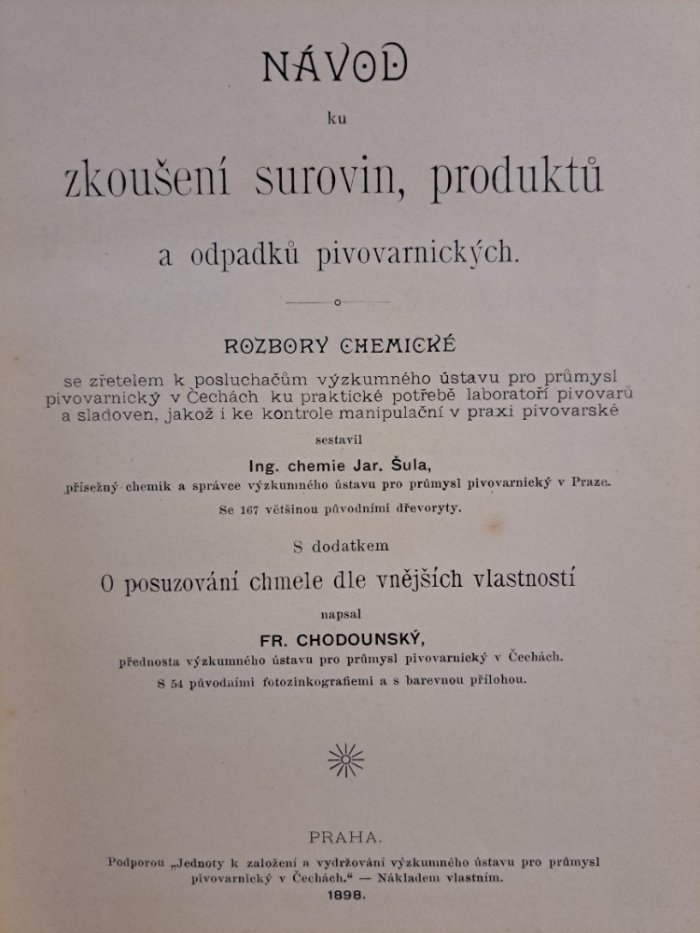 NÁVOD
ku
zkoušení surovin, produktů
a odpadků pivovarnických.
ROZBORY CHEMICKÉ
se zřetelem k posluchačům výzkumného ústavu pro průmysl
pivovarnický v Čechách ku praktické potřebě laboratoří pivovarů
a sladoven, jakož i ke kontrole manipulační v praxi pivovarské
sestavil
Ing. chemie Jar. Šula,
přísežný chemik a správce výzkumného ústavu pro průmysl pivovarnický v Praze.
Se 167 většinou původními dřevoryty.
S dodatkem
O posuzování chmele dle vnějších vlastností
napsal
FR. CHODOUNSKÝ,
přednosta výzkumného ústavu pro průmysl pivovarnický v Čechách.
S 54 původními fotozinkografiemi a s barevnou přílohou.
PRAHA.
Podporou „Jednoty k založení a vydržování výzkumného ústavu pro průmysl
pivovarnický v Čechách.“ — Nákladem vlastním.
1898.